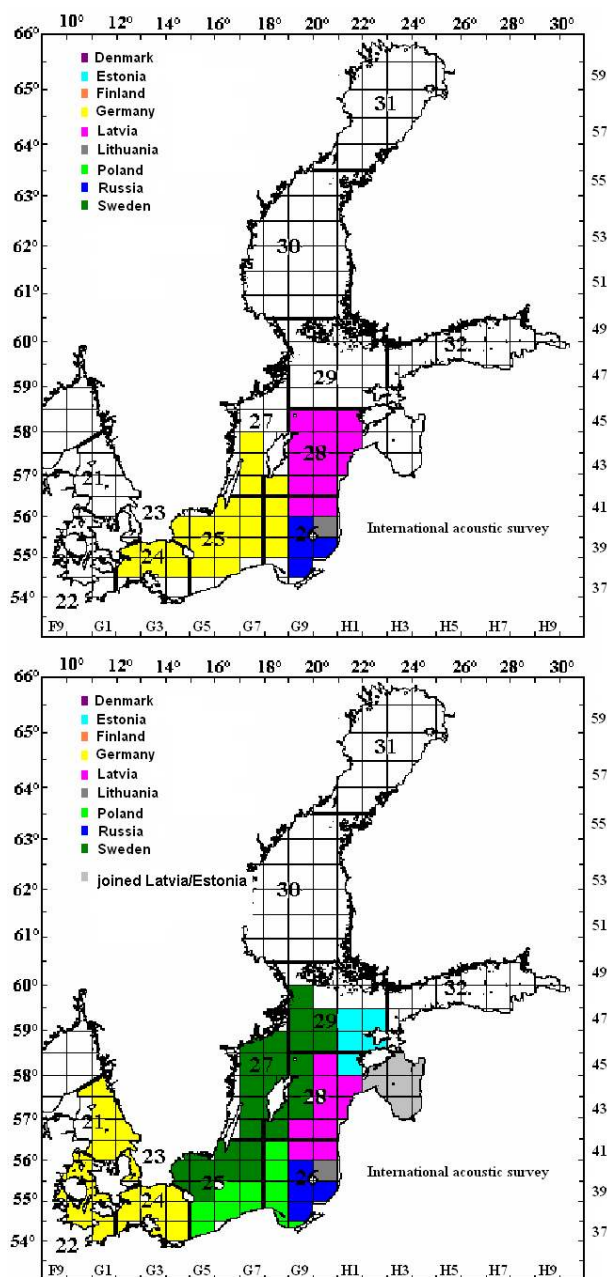 10° 12° 14° 16° 18° 20° 22° 24° 26° 28° 30°
66°
Denmark
Estonia
Finland
Germany
Latvia
Lithuania
Poland
Russia
Sweden
65°
64°
63°
62°
61°
60°
59°
58°
57°
56°
55°
54°
59
57
55
53
51
49
47
45
43
41
39
37
31
30
32
29
27
28
21
23
26
25
24
22
International acoustic survey
F9 G1 G3 G5 G7 G9 H1 H3 H5 H7 H9
10° 12° 14° 16° 18° 20° 22° 24° 26° 28° 30°
66°
Denmark
Estonia
Finland
Germany
Latvia
Lithuania
Poland
Russia
Sweden
joined Latvia/Estonia
65°
64°
63°
62°
61°
60°
59°
58°
57°
56°
55°
54°
59
57
55
53
51
49
47
45
43
41
39
37
31
30
32
29
27
28
21
23
26
25
24
22
International acoustic survey
F9 G1 G3 G5 G7 G9 H1 H3 H5 H7 H9